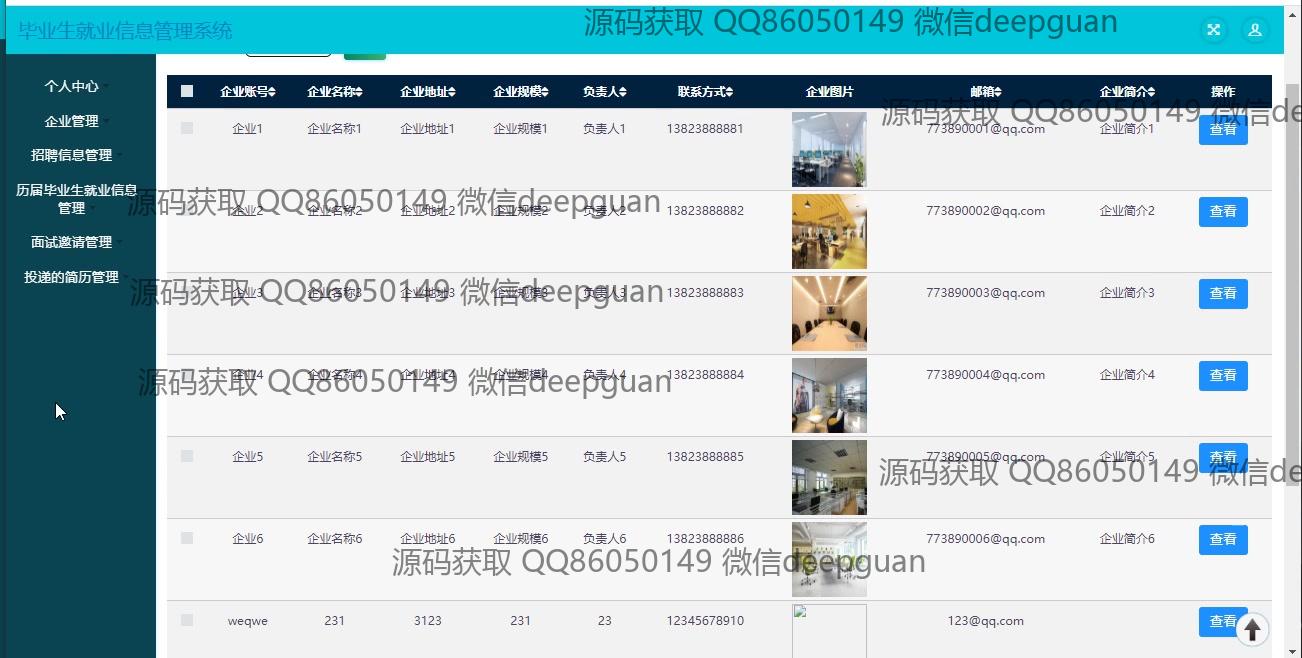 毕业生就业信息管理系统
源码获取 QQ86050149 微信deepguan
个人中心
企业管理
招聘信息管理
历届毕业生就业信息
管理
面试邀请管理
投递的简历管理
企业账号 企业名称 企业地址 企业规模 负责人 联系方式 企业图片 邮箱 企业简介 操作
源码获取 QQ86050149 微信de
企业1 企业名称1 企业地址1 企业规模1 负责人1 13823888881 773890001@qq.com 企业简介1 查看
源码获取 QQ86050149 微信deepguan
企业2 企业名称2 企业地址2 企业规模2 负责人2 13823888882 773890002@qq.com 企业简介2 查看
源码获取 QQ86050149 微信deepguan
企业3 企业名称3 企业地址3 企业规模3 负责人3 13823888883 773890003@qq.com 企业简介3 查看
源码获取 QQ86050149 微信deepguan
企业4 企业名称4 企业地址4 企业规模4 负责人4 13823888884 773890004@qq.com 企业简介4 查看
企业5 企业名称5 企业地址5 企业规模5 负责人5 13823888885 773890005@qq.com 企业简介5 查看
源码获取 QQ86050149 微信de
企业6 企业名称6 企业地址6 企业规模6 负责人6 13823888886 773890006@qq.com 企业简介6 查看
源码获取 QQ86050149 微信deepguan
weqwe 231 3123 231 23 12345678910 123@qq.com 查看